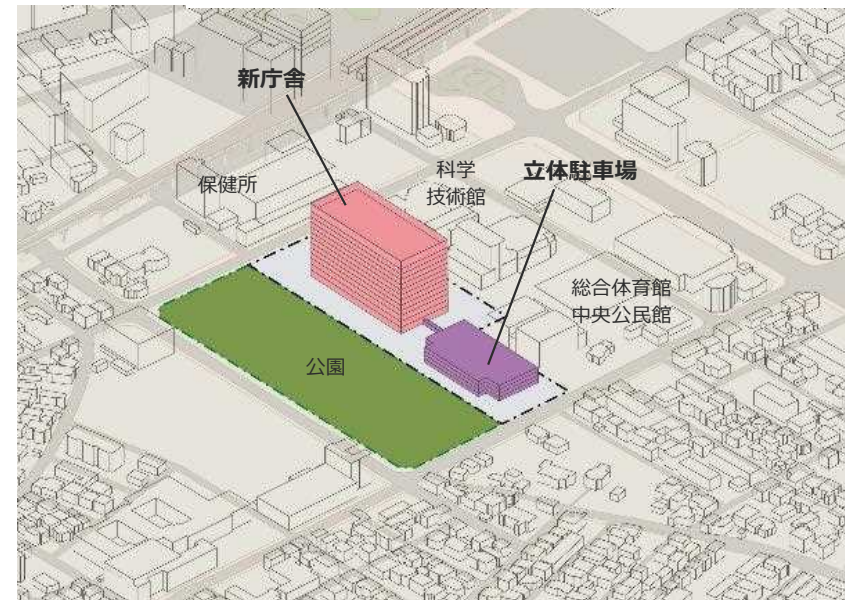 新庁舎
科学
技術館
立体駐車場
保健所
総合体育館
中央公民館
公園